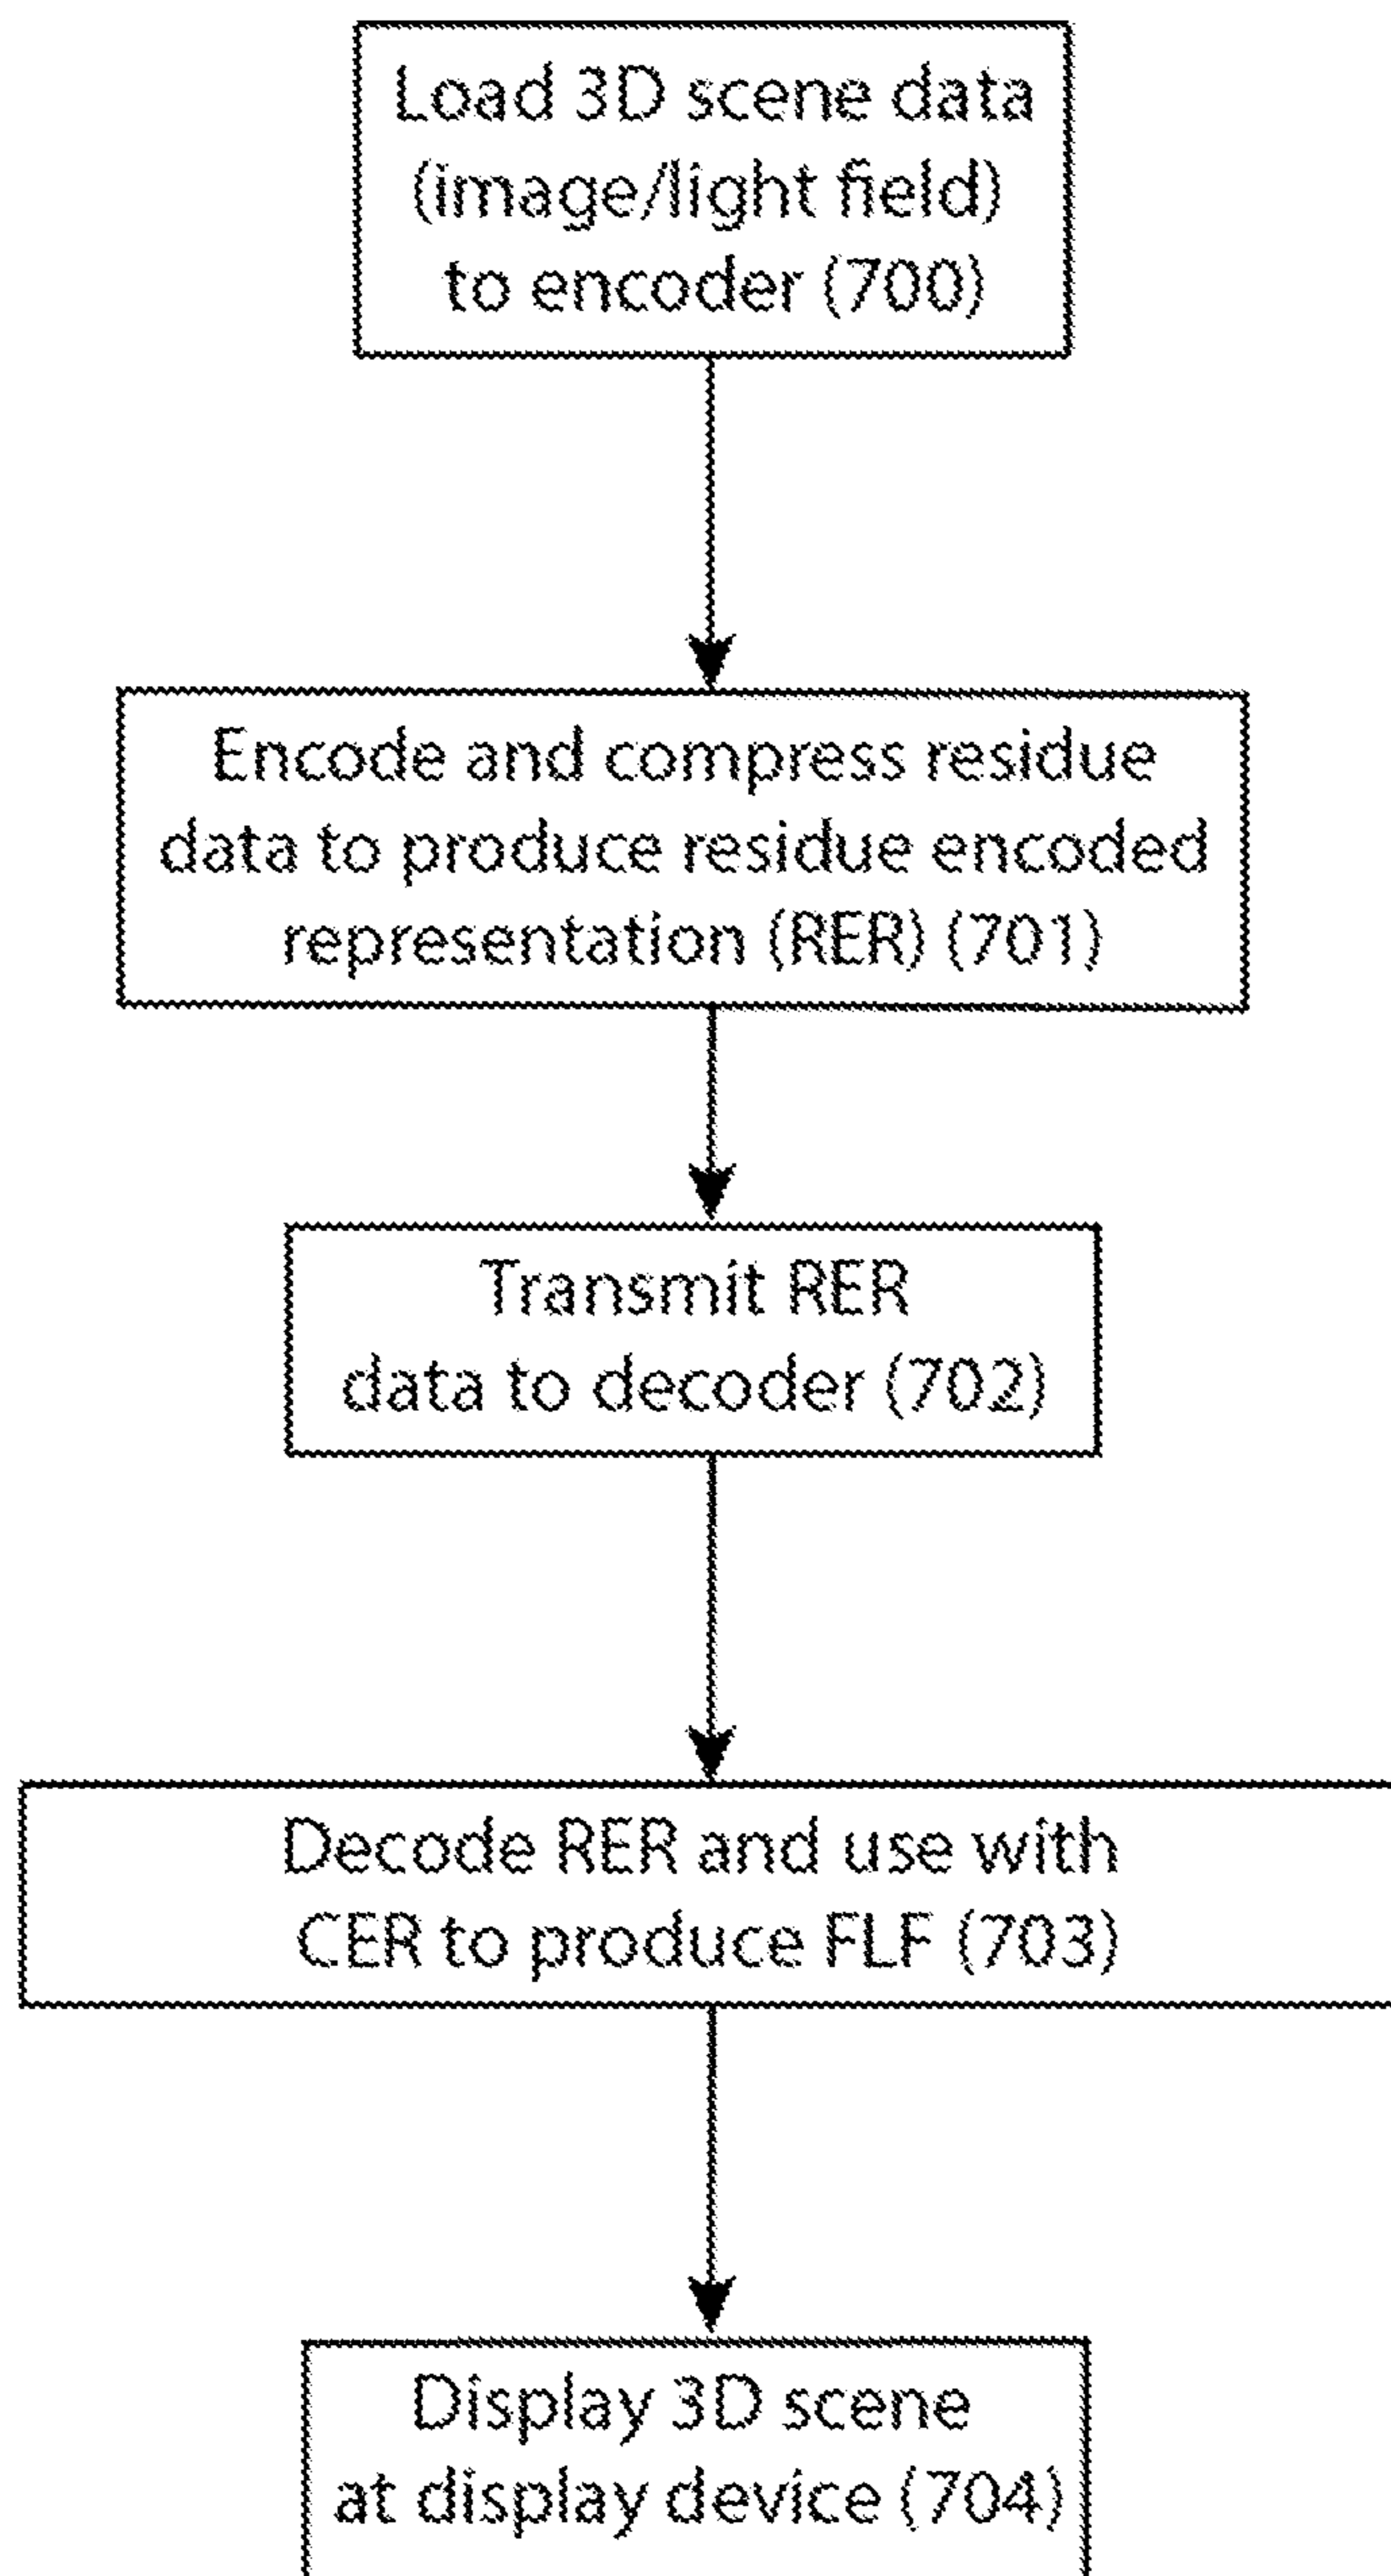 Load 3D scene data
(image/light field)
to encoder (700)
Encode and compress residue
data to produce residue encoded
representation (RER) (701)
Transmit RER
data to decoder (702)
Decode RER and use with
CER to produce FLF (703)
Display 3D scene
at display device (704)